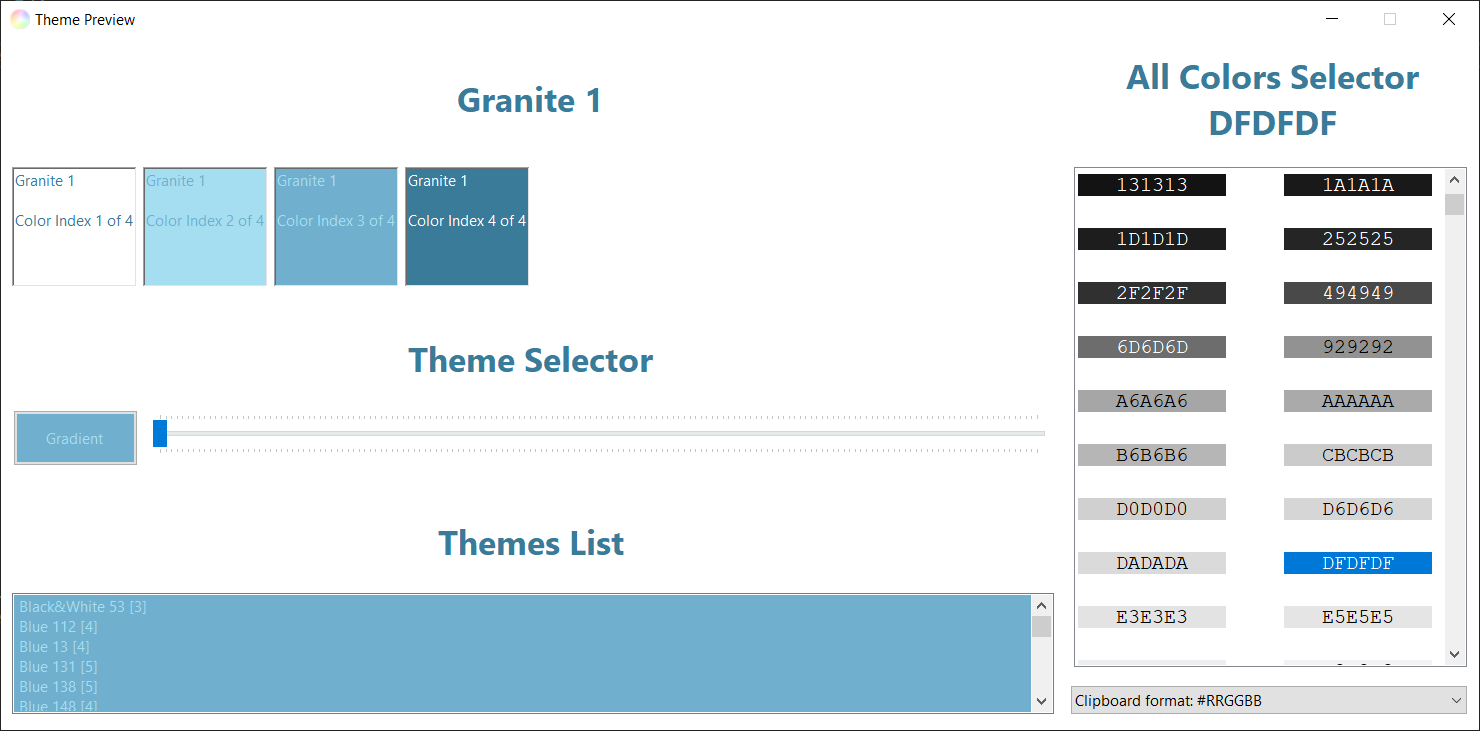 Theme Preview
Granite 1
Granite 1
Color Index 1 of 4
Granite 1
Color Index 2 of 4
Granite 1
Color Index 3 of 4
Granite 1
Color Index 4 of 4
Theme Selector
Gradient
Themes List
Black&White 53 [3]
Blue 112 [4]
Blue 13 [4]
Blue 131 [5]
Blue 138 [5]
Blue 148 [4]
All Colors Selector
DFDFDF
131313 1A1A1A
1D1D1D 252525
2F2F2F 494949
6D6D6D 929292
A6A6A6 AAAAAA
B6B6B6 CBCBCB
D0D0D0 D6D6D6
DADADA DFDFDF
E3E3E3 E5E5E5
Clipboard format: #RRGGBB